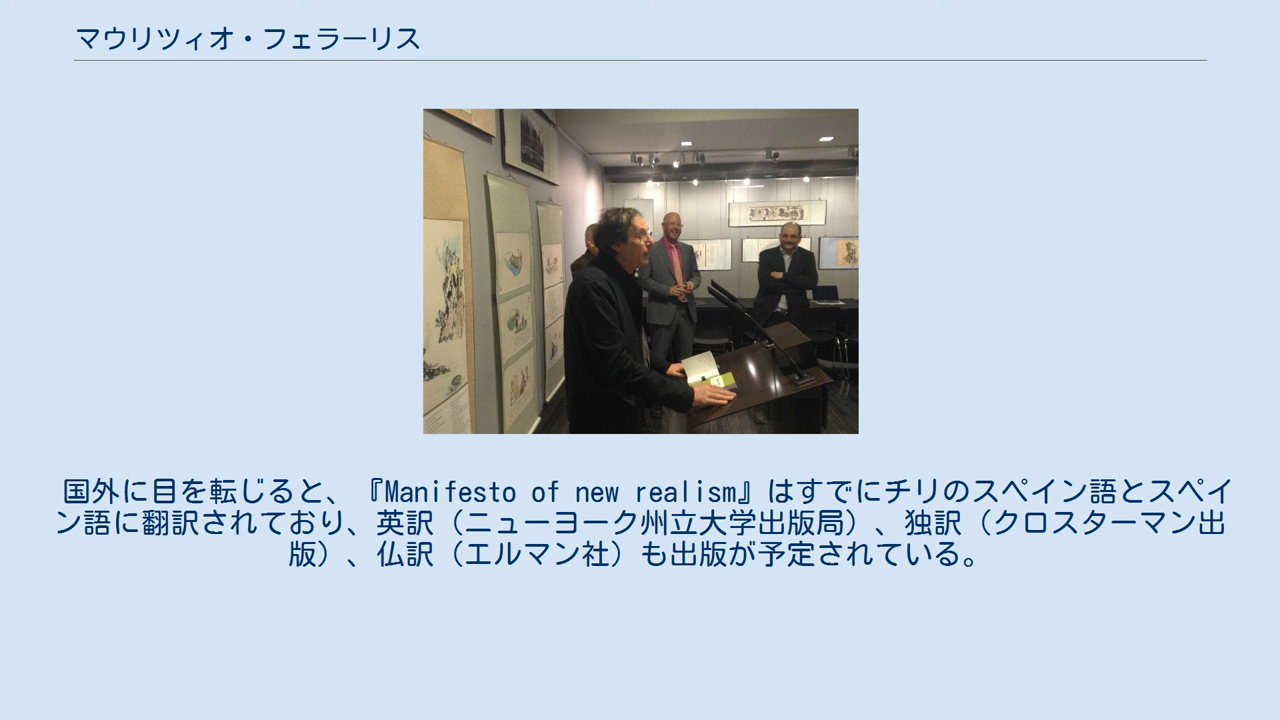 マウリツィオ・フェラーリス
国外に目を転じると、『Manifesto of new realism』はすでにチリのスペイン語とスペイ
ン語に翻訳されており、英訳（ニューヨーク州立大学出版局）、独訳（クロスターマン出
版）、仏訳（エルマン社）も出版が予定されている。